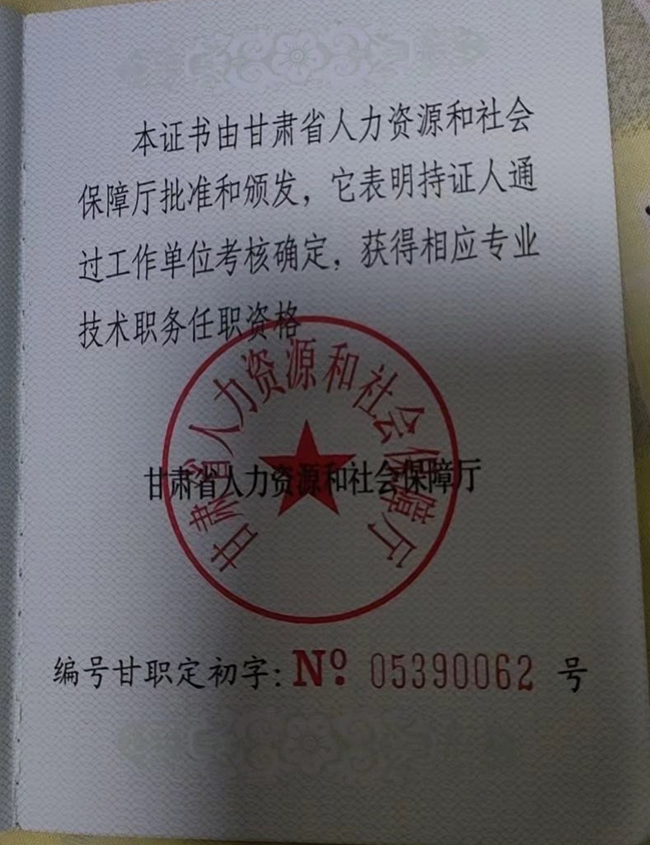 本证书由甘肃省人力资源和社会
保障厅批准和颁发，它表明持证人通
过工作单位考核确定，获得相应专业
技术职务任职资格
甘肃省人力资源和社会保障厅
甘肃省人力资源和社会保障厅
编号甘职定初字：Nº 05390062 号